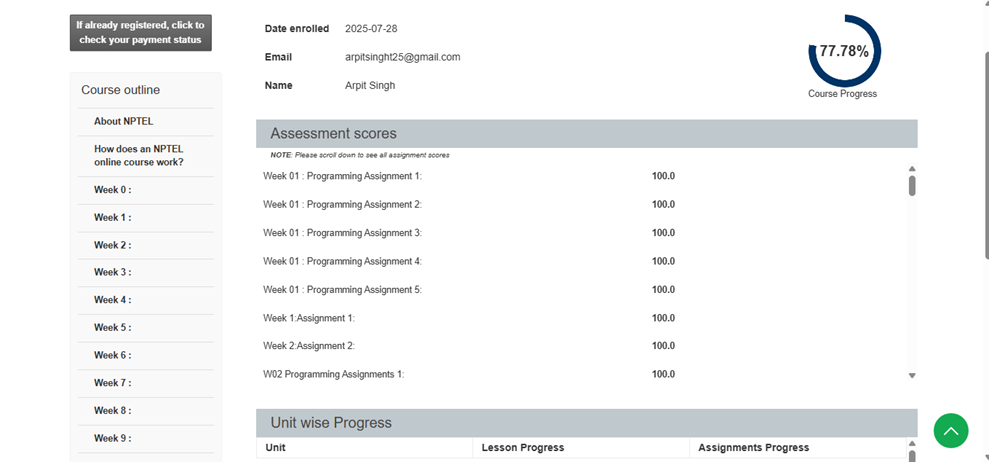 If already registered, click to
check your payment status
Course outline
About NPTEL
How does an NPTEL
online course work?
Week 0 :
Week 1 :
Week 2 :
Week 3 :
Week 4 :
Week 5 :
Week 6 :
Week 7 :
Week 8 :
Week 9 :
Date enrolled 2025-07-28
Email arpitsinght25@gmail.com
Name Arpit Singh
77.78%
Course Progress
Assessment scores
NOTE: Please scroll down to see all assignment scores
Week 01 : Programming Assignment 1: 100.0
Week 01 : Programming Assignment 2: 100.0
Week 01 : Programming Assignment 3: 100.0
Week 01 : Programming Assignment 4: 100.0
Week 01 : Programming Assignment 5: 100.0
Week 1:Assignment 1: 100.0
Week 2:Assignment 2: 100.0
W02 Programming Assignments 1: 100.0
Unit wise Progress
Unit Lesson Progress Assignments Progress